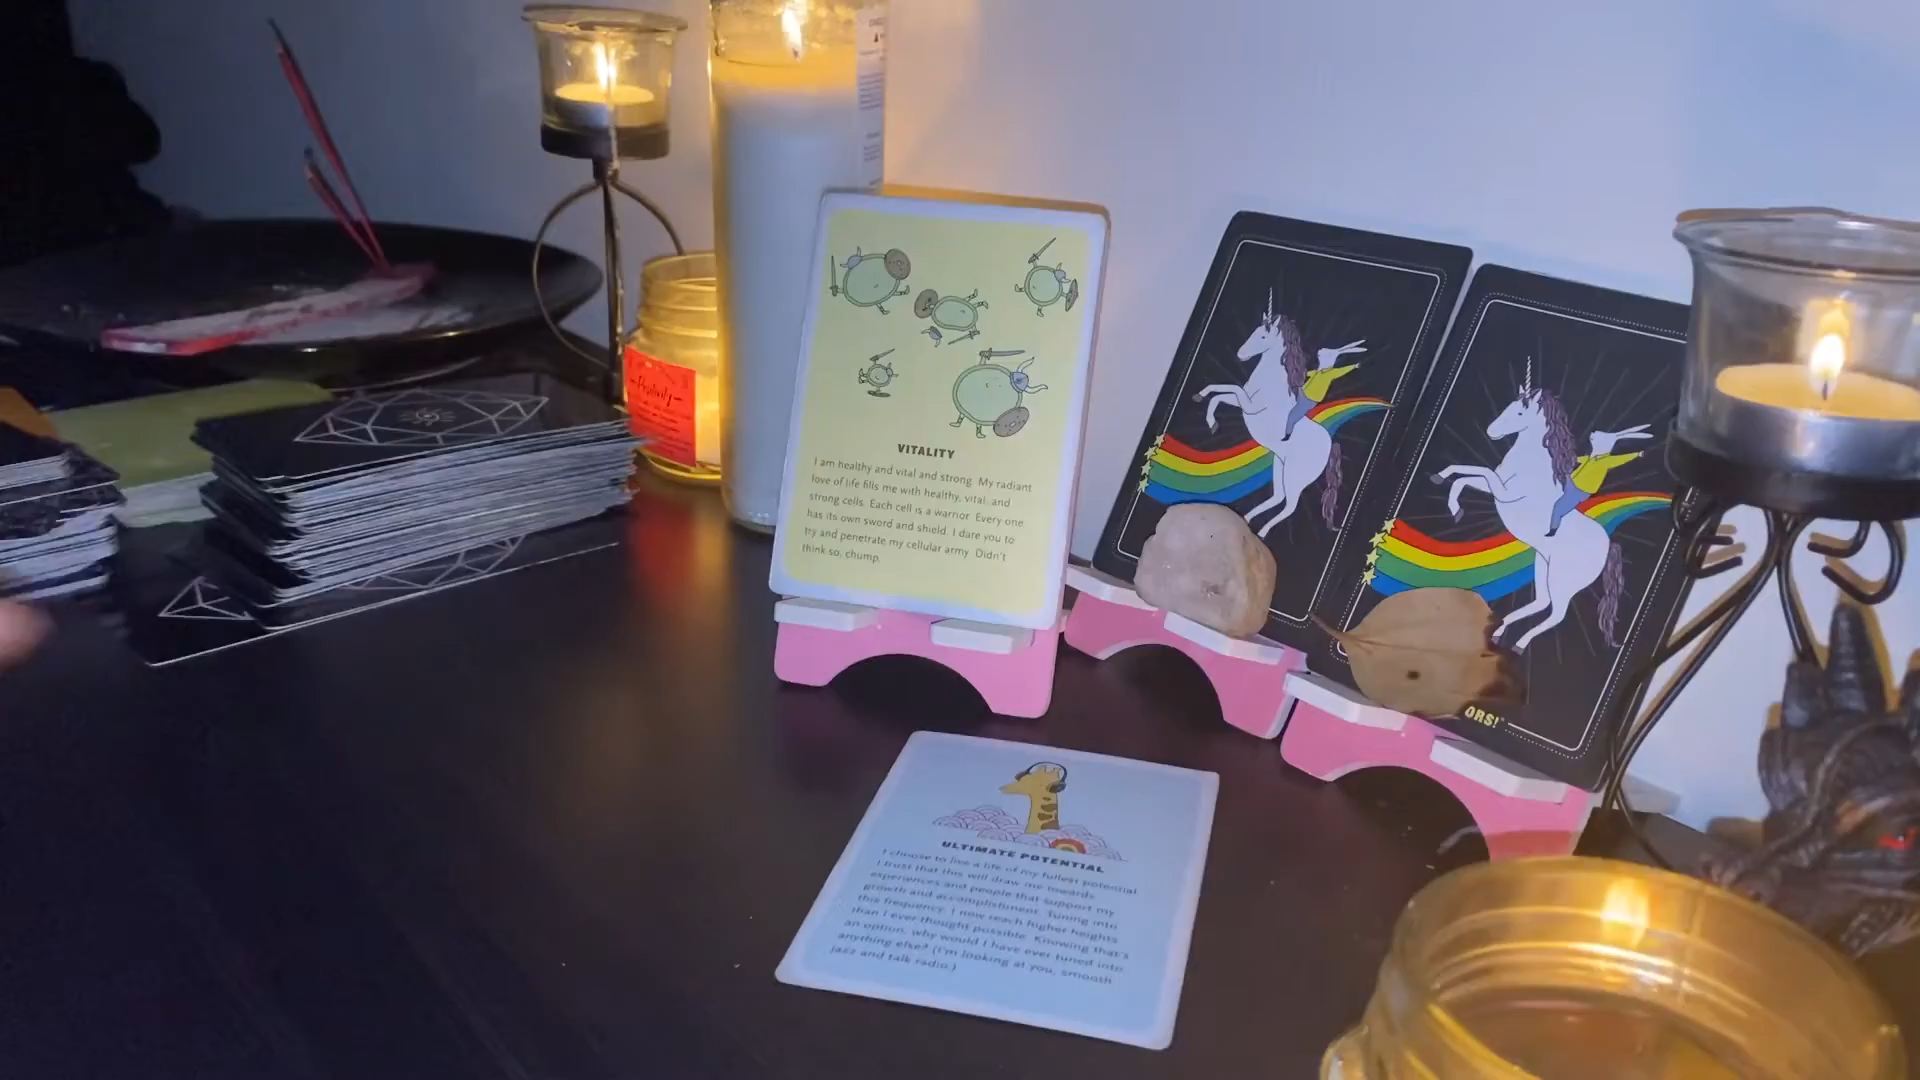 Positivity
VITALITY
I am healthy and vital and strong. My radiant
love of life fills me with healthy, vital, and
strong cells. Each cell is a warrior. Every one
has its own sword and shield. I dare you to
try and penetrate my cellular army. Didn't
think so, chump.
ORS!
ULTIMATE POTENTIAL
I choose to live a life of my fullest potential.
I trust that this will draw me towards
experiences and people that support my
growth and accomplishment. Tuning into
this frequency, I now reach higher heights
than I ever thought possible. Knowing that's
an option, why would I have ever tuned into
anything else? (I'm looking at you, smooth
jazz and talk radio.)